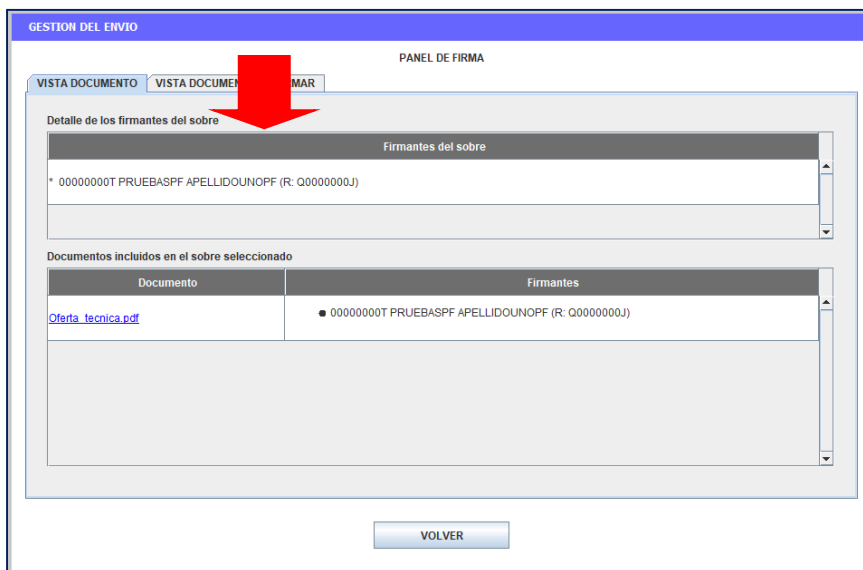 GESTION DEL ENVIO
PANEL DE FIRMA
VISTA DOCUMENTO VISTA DOCUMEN MAR
Detalle de los firmantes del sobre
Firmantes del sobre
* 00000000T PRUEBASPF APELLIDOUNOPF (R: Q0000000J)
Documentos incluidos en el sobre seleccionado
Documento Firmantes
Oferta_tecnica.pdf ● 00000000T PRUEBASPF APELLIDOUNOPF (R: Q0000000J)
VOLVER